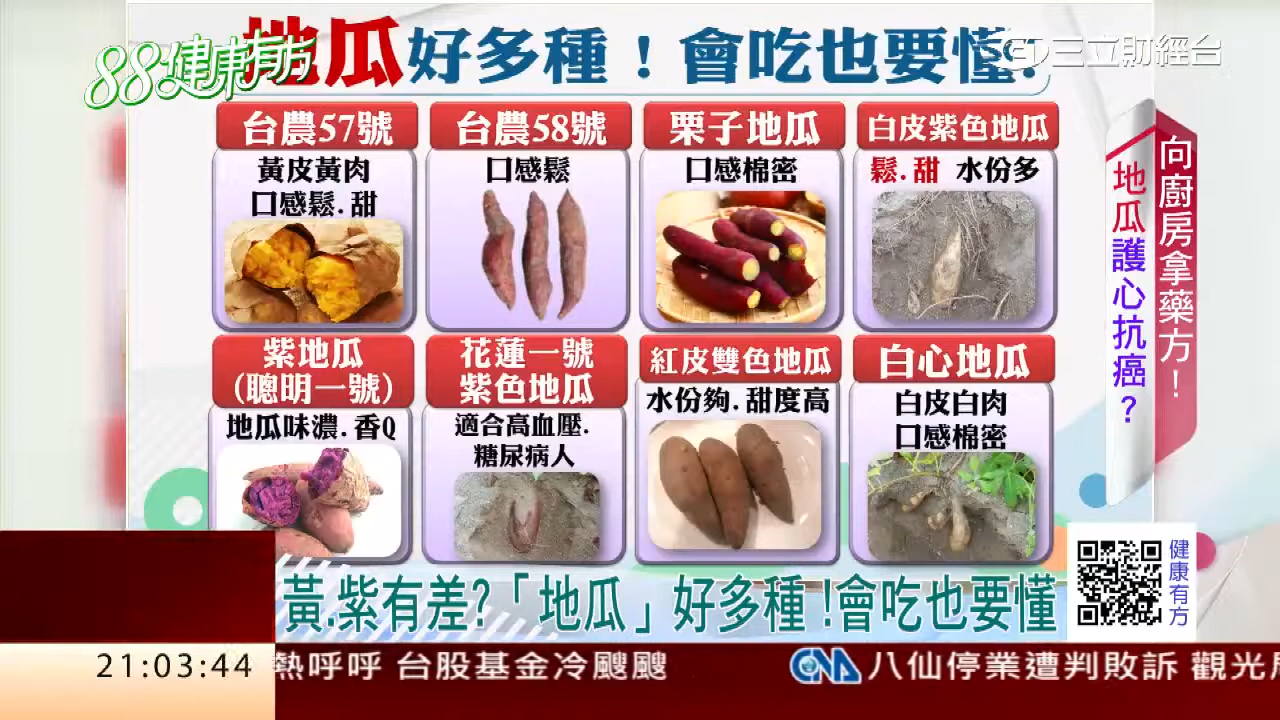 88健康有方
地瓜好多種！會吃也要懂！
三立財經台
台農57號
黃皮黃肉
口感鬆.甜
台農58號
口感鬆
栗子地瓜
口感棉密
白皮紫色地瓜
鬆.甜 水份多
紫地瓜
(聰明一號)
地瓜味濃.香Q
花蓮一號
紫色地瓜
適合高血壓.
糖尿病人
紅皮雙色地瓜
水份夠.甜度高
白心地瓜
白皮白肉
口感棉密
向廚房拿藥方！
地瓜護心抗癌？
黃.紫有差?「地瓜」好多種!會吃也要懂
健康有方
21:03:44
熱呼呼 台股基金冷颼颼
CNA 八仙停業遭判敗訴 觀光